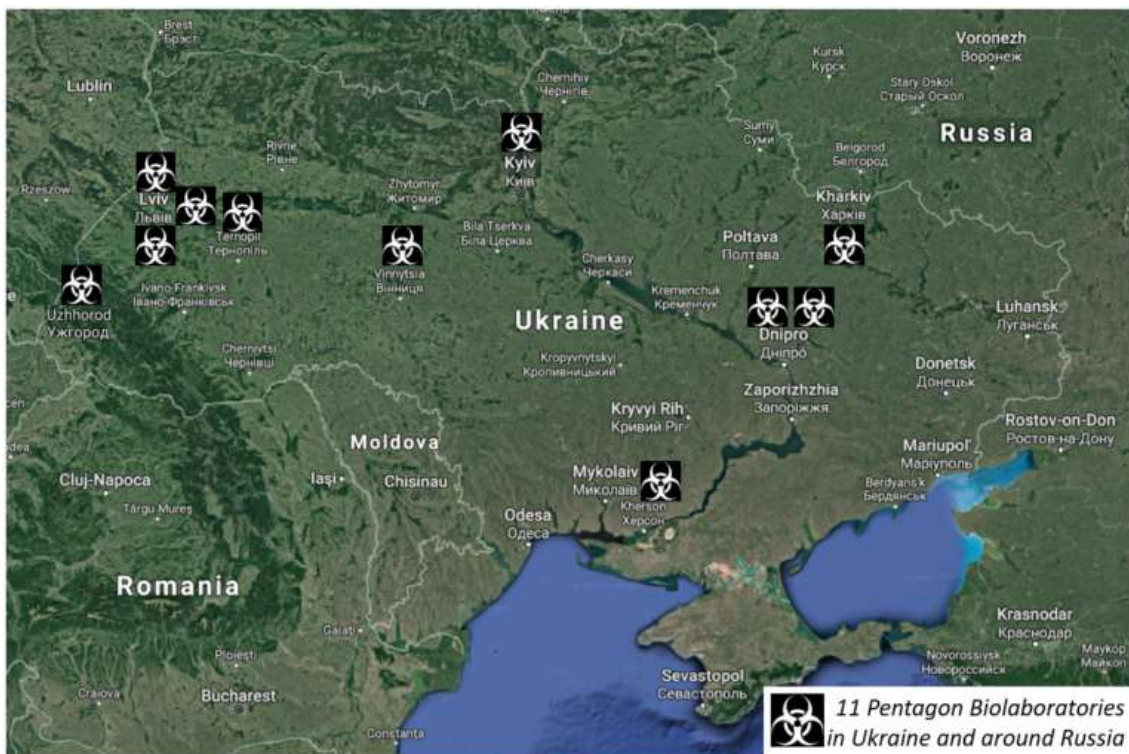 Brest
Брэст
Lublin
Kursk
Курск
Voronezh
Воронеж
Chernihiv
Чернігів
Stary Oskol
Старый Оскол
Sumy
Суми
Russia
Rivne
Рівне
Kyiv
Київ
Belgorod
Белгород
Rzeszów
Lviv
Львів
Zhytomyr
Житомир
Kharkiv
Харків
Ternopil
Тернопіль
Bila Tserkva
Біла Церква
Poltava
Полтава
Vinnytsia
Вінниця
Cherkasy
Черкаси
Ivano-Frankivsk
Івано-Франківськ
Kremenchuk
Кременчук
Uzhhorod
Ужгород
Ukraine
Luhansk
Луганськ
Chernivtsi
Чернівці
Dnipro
Дніпро
Kropyvnytskyi
Кропивницький
Donetsk
Донецьк
Zaporizhzhia
Запоріжжя
Kryvyi Rih
Кривий Ріг
Rostov-on-Don
Ростов-на-Дону
Moldova
Mariupol'
Маріуполь
Cluj-Napoca
Iași
Chisinau
Mykolaiv
Миколаїв
Berdyans'k
Бердянськ
Târgu Mureș
Kherson
Херсон
Odesa
Одеса
Romania
Krasnodar
Краснодар
Galați
Maykop
Майкоп
Ploiești
Novorossiysk
Новороссийск
Craiova
Bucharest
Sevastopol
Севастополь
Constanța
11 Pentagon Biolaboratories
in Ukraine and around Russia